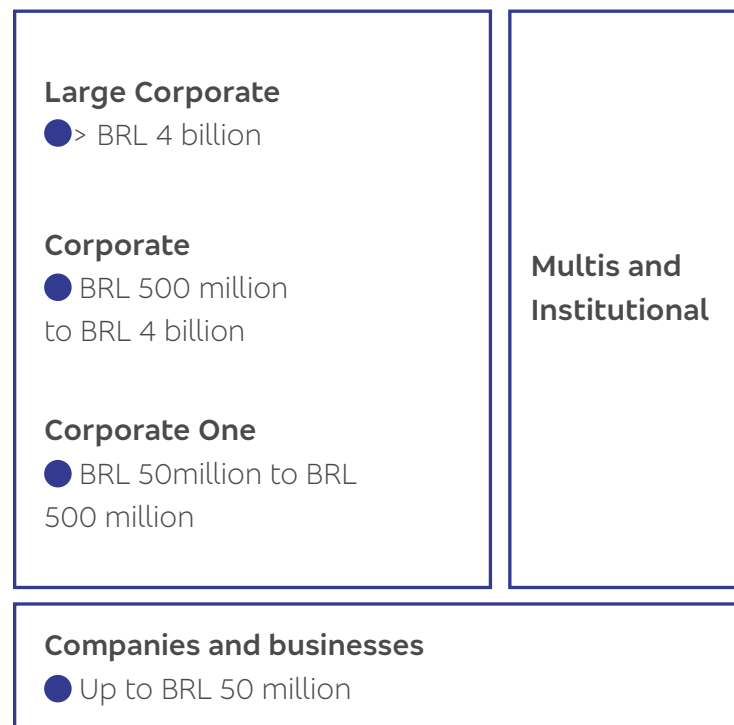 Large Corporate
> BRL 4 billion
Corporate
BRL 500 million
to BRL 4 billion
Corporate One
BRL 50million to BRL
500 million
Multis and
Institutional
Companies and businesses
Up to BRL 50 million